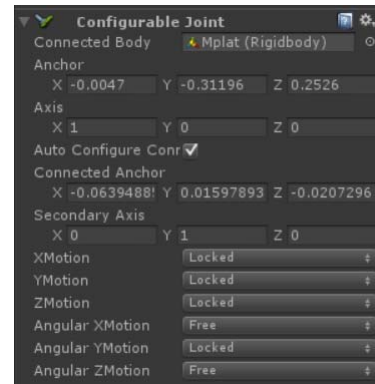 Configurable Joint
Connected Body Mplat (Rigidbody)
Anchor
X -0.0047 Y -0.31196 Z 0.2526
Axis
X 1 Y 0 Z 0
Auto Configure Conr
Connected Anchor
X -0.0639488! Y 0.01597893 Z -0.0207296
Secondary Axis
X 0 Y 1 Z 0
XMotion Locked
YMotion Locked
ZMotion Locked
Angular XMotion Free
Angular YMotion Locked
Angular ZMotion Free